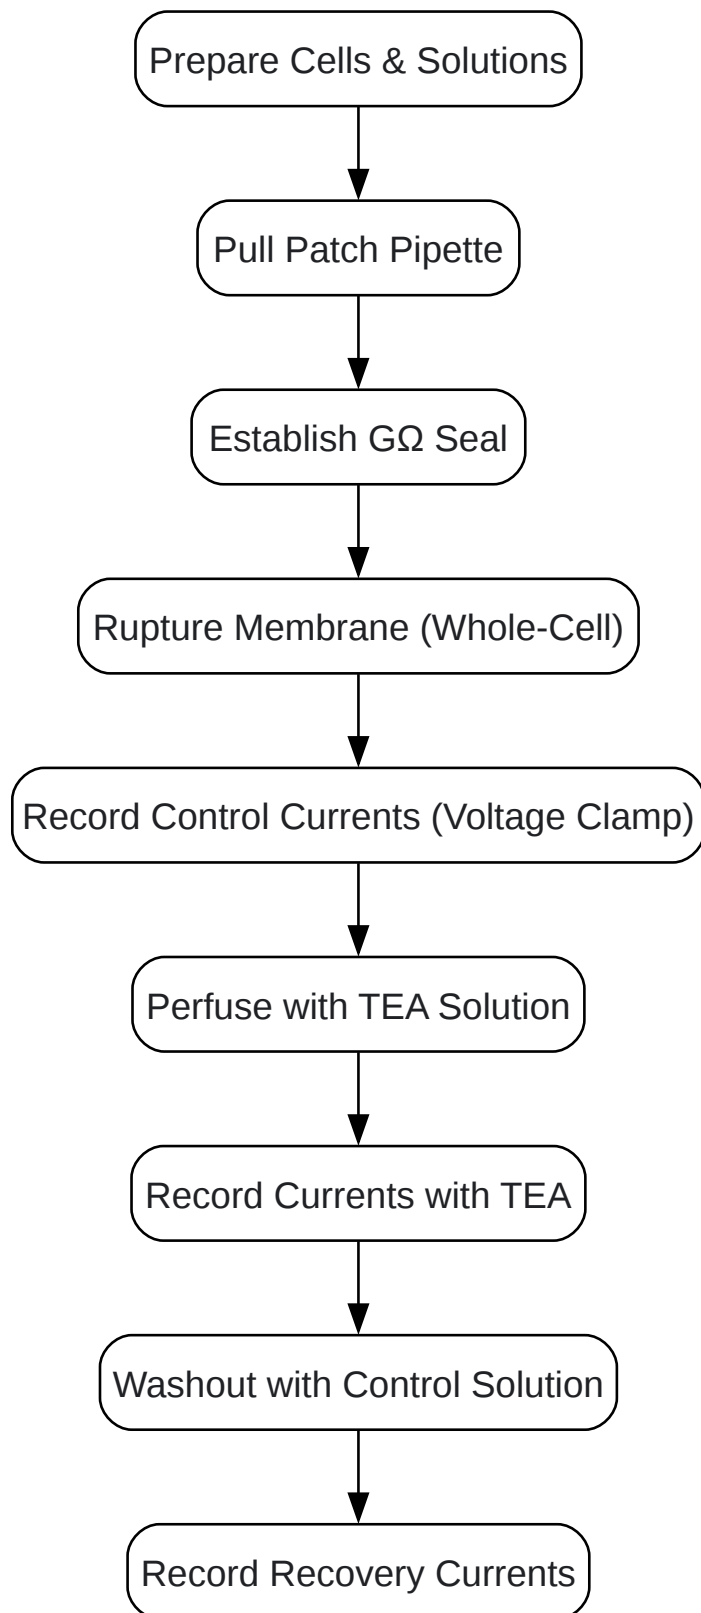 Prepare Cells & Solutions
Pull Patch Pipette
Establish GΩ Seal
Rupture Membrane (Whole-Cell)
Record Control Currents (Voltage Clamp)
Perfuse with TEA Solution
Record Currents with TEA
Washout with Control Solution
Record Recovery Currents